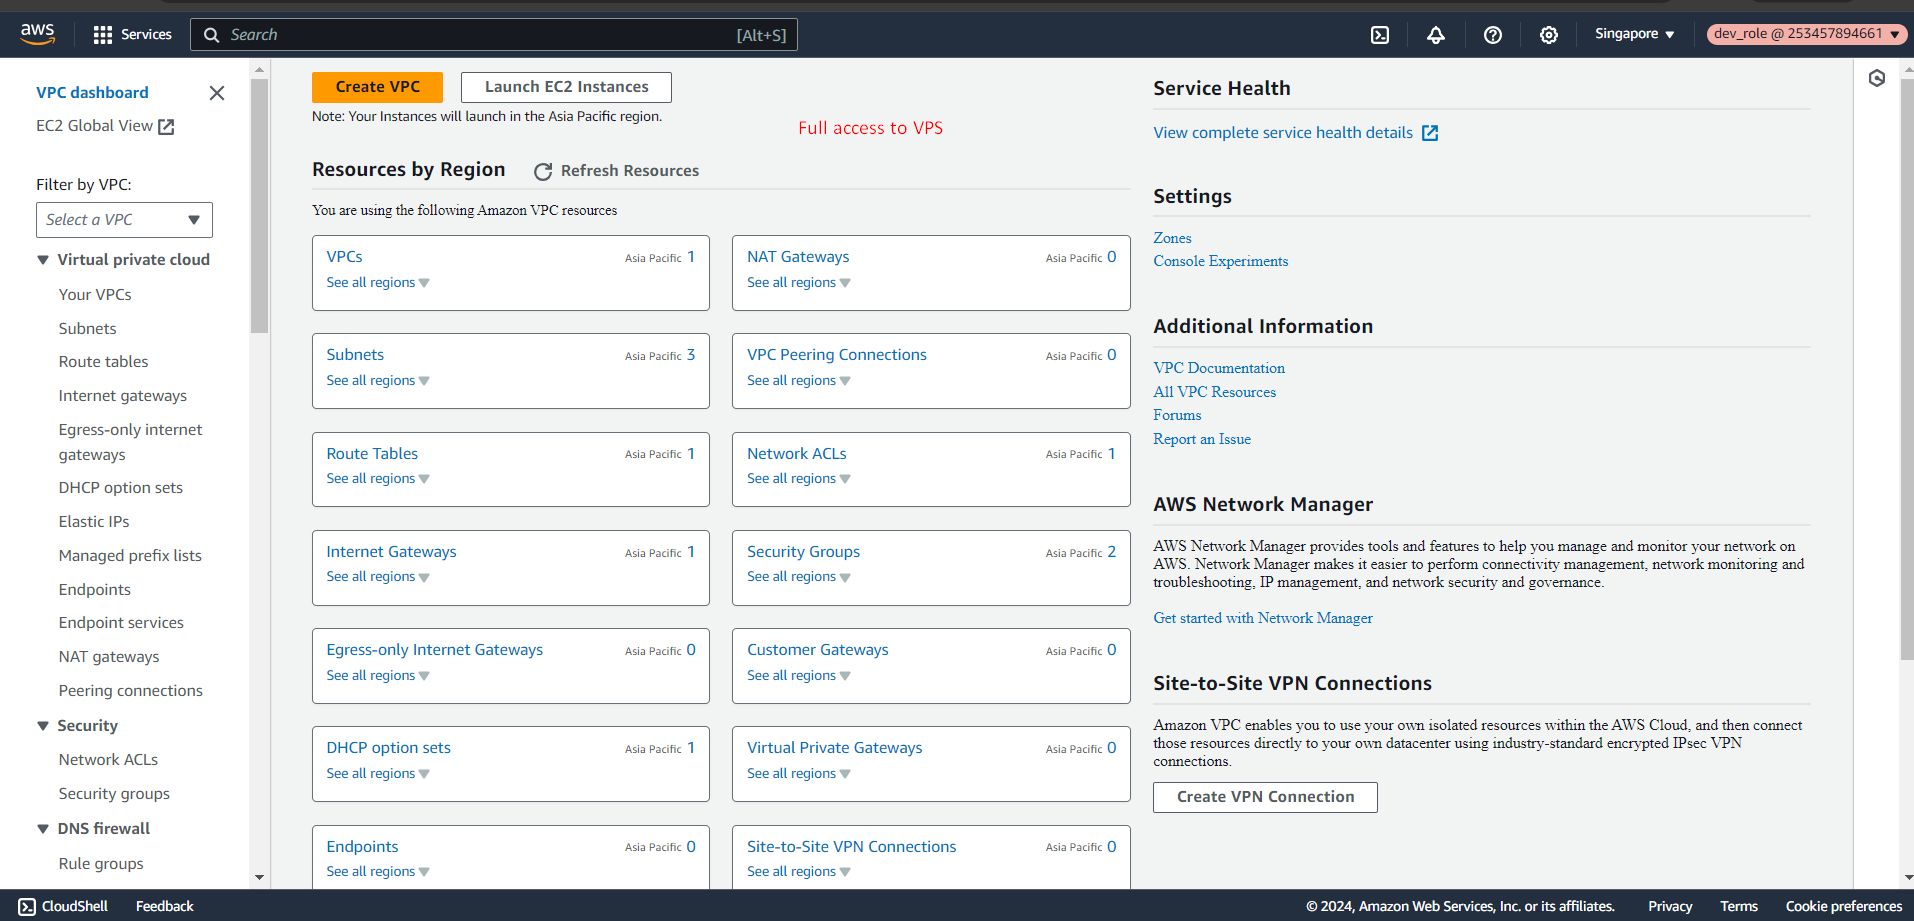 aws
Services
Search
[Alt+S]
Singapore
dev_role @ 253457894661
VPC dashboard
EC2 Global View
Filter by VPC:
Select a VPC
Virtual private cloud
Your VPCs
Subnets
Route tables
Internet gateways
Egress-only internet
gateways
DHCP option sets
Elastic IPs
Managed prefix lists
Endpoints
Endpoint services
NAT gateways
Peering connections
Security
Network ACLs
Security groups
DNS firewall
Rule groups
Create VPC
Launch EC2 Instances
Note: Your Instances will launch in the Asia Pacific region.
Full access to VPS
Resources by Region
Refresh Resources
You are using the following Amazon VPC resources
VPCs
Asia Pacific 1
See all regions
NAT Gateways
Asia Pacific 0
See all regions
Subnets
Asia Pacific 3
See all regions
VPC Peering Connections
Asia Pacific 0
See all regions
Route Tables
Asia Pacific 1
See all regions
Network ACLs
Asia Pacific 1
See all regions
Internet Gateways
Asia Pacific 1
See all regions
Security Groups
Asia Pacific 2
See all regions
Egress-only Internet Gateways
Asia Pacific 0
See all regions
Customer Gateways
Asia Pacific 0
See all regions
DHCP option sets
Asia Pacific 1
See all regions
Virtual Private Gateways
Asia Pacific 0
See all regions
Endpoints
Asia Pacific 0
See all regions
Site-to-Site VPN Connections
Asia Pacific 0
See all regions
Service Health
View complete service health details
Settings
Zones
Console Experiments
Additional Information
VPC Documentation
All VPC Resources
Forums
Report an Issue
AWS Network Manager
AWS Network Manager provides tools and features to help you manage and monitor your network on
AWS. Network Manager makes it easier to perform connectivity management, network monitoring and
troubleshooting, IP management, and network security and governance.
Get started with Network Manager
Site-to-Site VPN Connections
Amazon VPC enables you to use your own isolated resources within the AWS Cloud, and then connect
those resources directly to your own datacenter using industry-standard encrypted IPsec VPN
connections.
Create VPN Connection
CloudShell
Feedback
© 2024, Amazon Web Services, Inc. or its affiliates.
Privacy
Terms
Cookie preferences